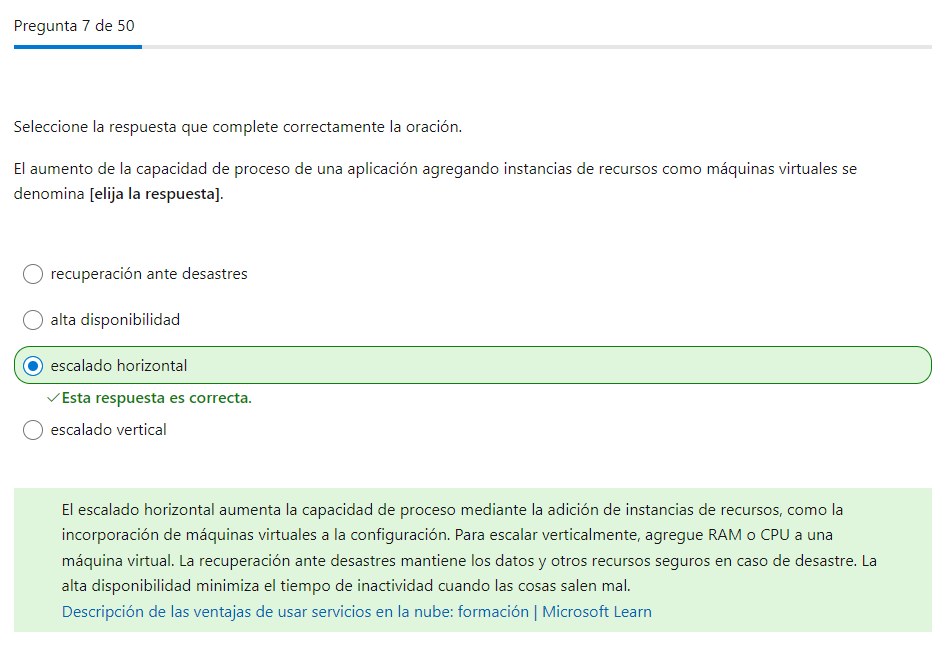 Pregunta 7 de 50
Seleccione la respuesta que complete correctamente la oración.
El aumento de la capacidad de proceso de una aplicación agregando instancias de recursos como máquinas virtuales se
denomina [elija la respuesta].
recuperación ante desastres
alta disponibilidad
escalado horizontal
Esta respuesta es correcta.
escalado vertical
El escalado horizontal aumenta la capacidad de proceso mediante la adición de instancias de recursos, como la
incorporación de máquinas virtuales a la configuración. Para escalar verticalmente, agregue RAM o CPU a una
máquina virtual. La recuperación ante desastres mantiene los datos y otros recursos seguros en caso de desastre. La
alta disponibilidad minimiza el tiempo de inactividad cuando las cosas salen mal.
Descripción de las ventajas de usar servicios en la nube: formación | Microsoft Learn